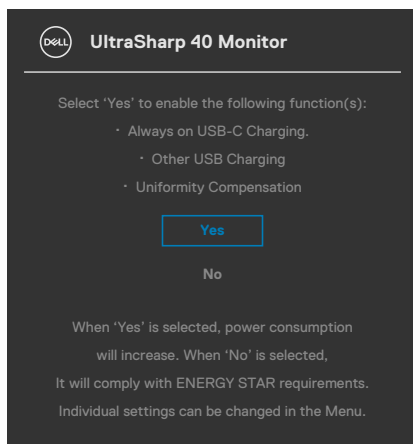 DELL UltraSharp 40 Monitor
Select ‘Yes’ to enable the following function(s):
· Always on USB-C Charging.
· Other USB Charging
· Uniformity Compensation
Yes
No
When ‘Yes’ is selected, power consumption
will increase. When ‘No’ is selected,
It will comply with ENERGY STAR requirements.
Individual settings can be changed in the Menu.